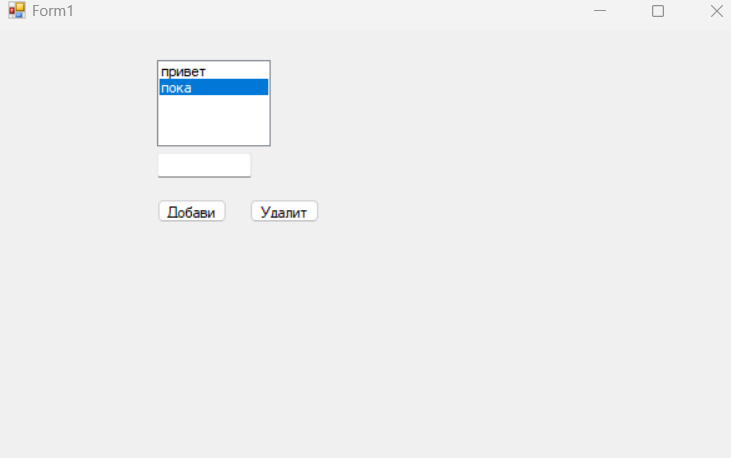 Form1
привет
пока
Добави
Удалит